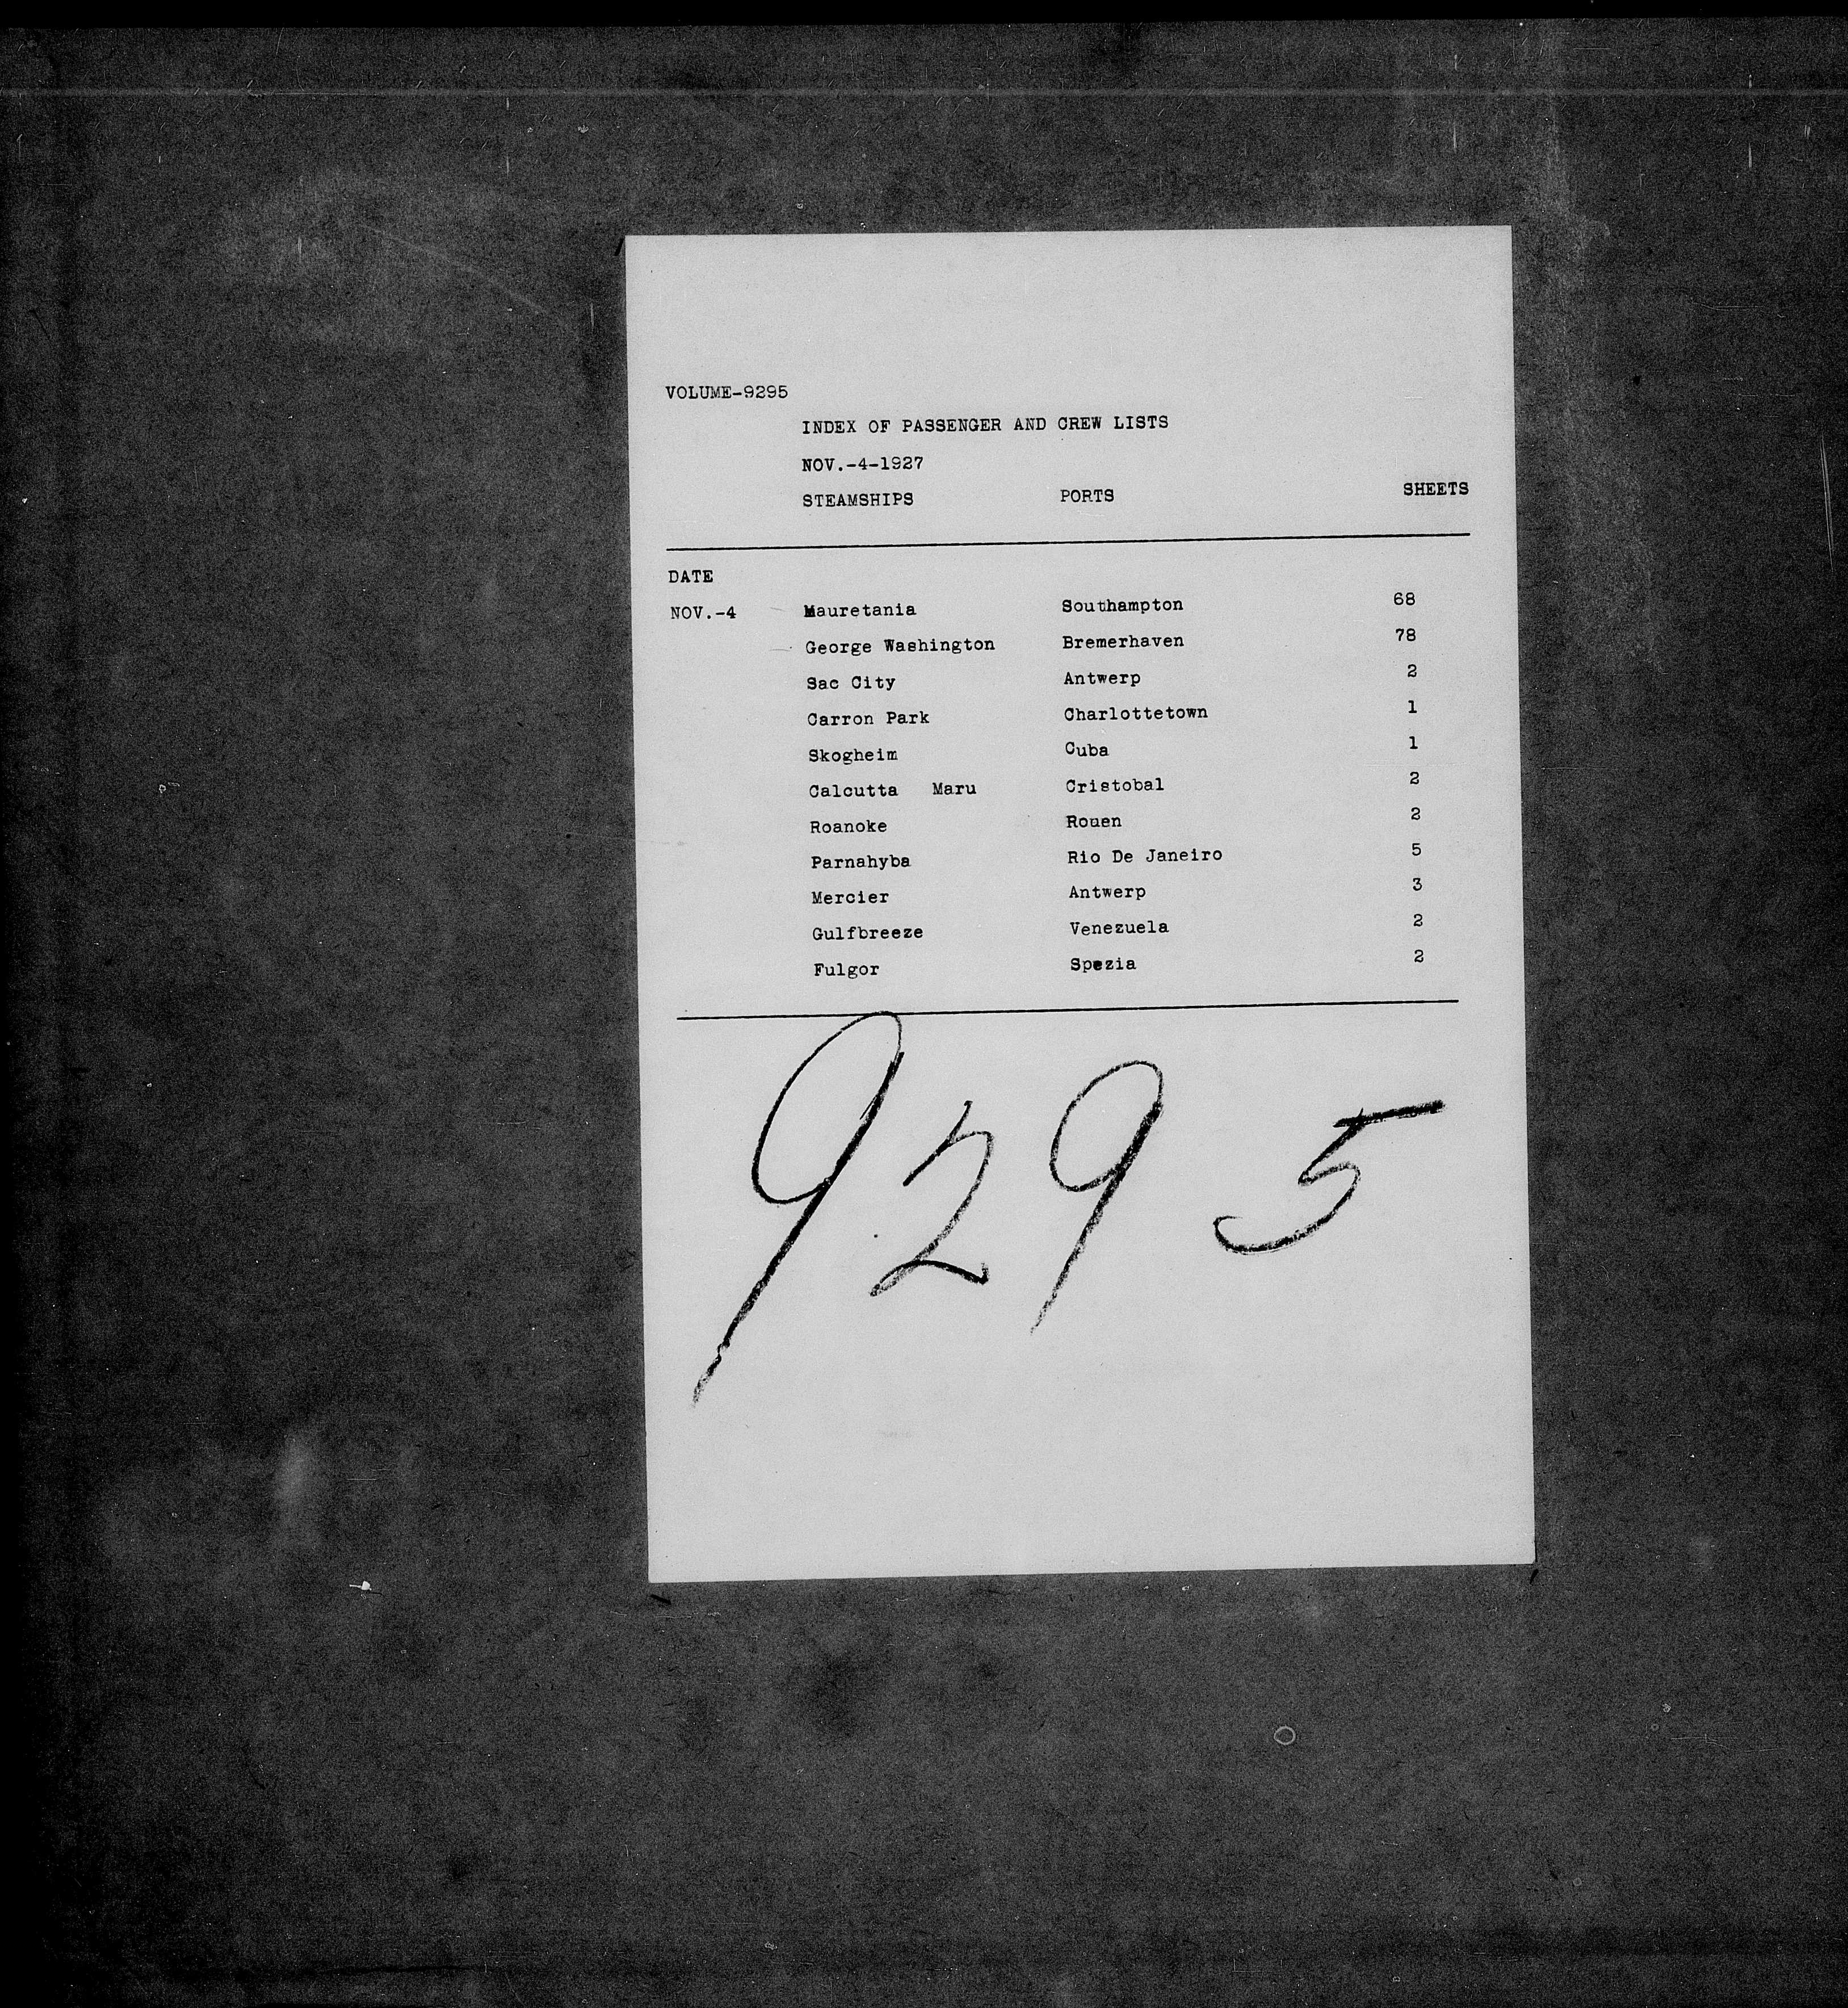 VOLUME-9295
INDEX OF PASSENGER AND CREW LISTS
NOV.-4-1927
STEAMSHIPS PORTS SHEETS
DATE
NOV.-4 Mauretania Southampton 68
George Washington Bremerhaven 78
Sac City Antwerp 2
Carron Park Charlottetown 1
Skogheim Cuba 1
Calcutta Maru Cristobal 2
Roanoke Rouen 2
Parnahyba Rio De Janeiro 5
Mercier Antwerp 3
Gulfbreeze Venezuela 2
Fulgor Spezia 2
9295